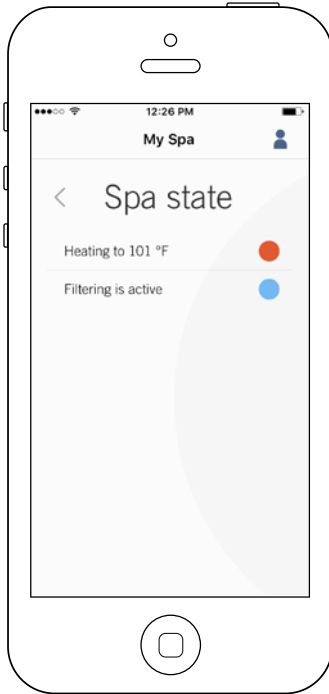 12:26 PM
My Spa
Spa state
Heating to 101 °F
Filtering is active